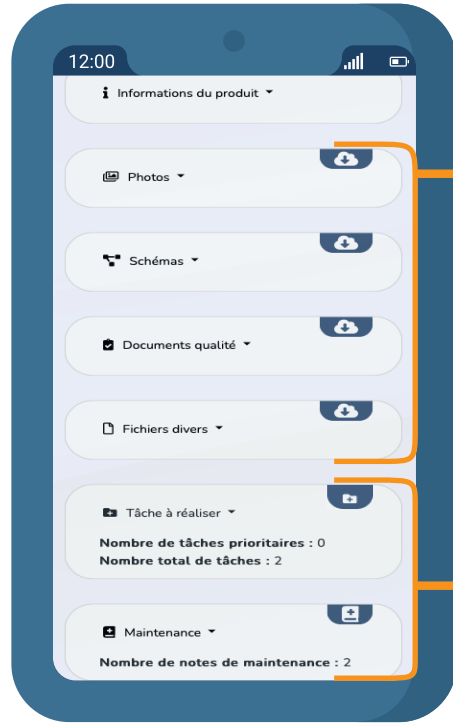 12:00
Informations du produit
Photos
Schémas
Documents qualité
Fichiers divers
Tâche à réaliser
Nombre de tâches prioritaires : 0
Nombre total de tâches : 2
Maintenance
Nombre de notes de maintenance : 2